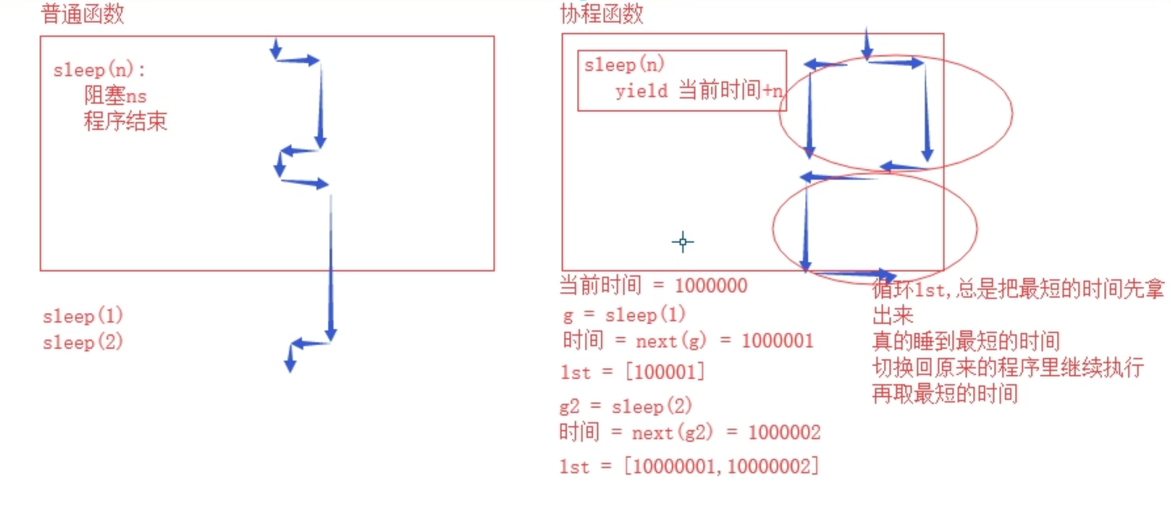 普通函数
sleep(n):
阻塞ns
程序结束
sleep(1)
sleep(2)
协程函数
sleep(n)
yield 当前时间+n
当前时间 = 1000000
g = sleep(1)
时间 = next(g) = 1000001
lst = [100001]
g2 = sleep(2)
时间 = next(g2) = 1000002
lst = [10000001,10000002]
循环lst,总是把最短的时间先拿
出来
真的睡到最短的时间
切换回原来的程序里继续执行
再取最短的时间